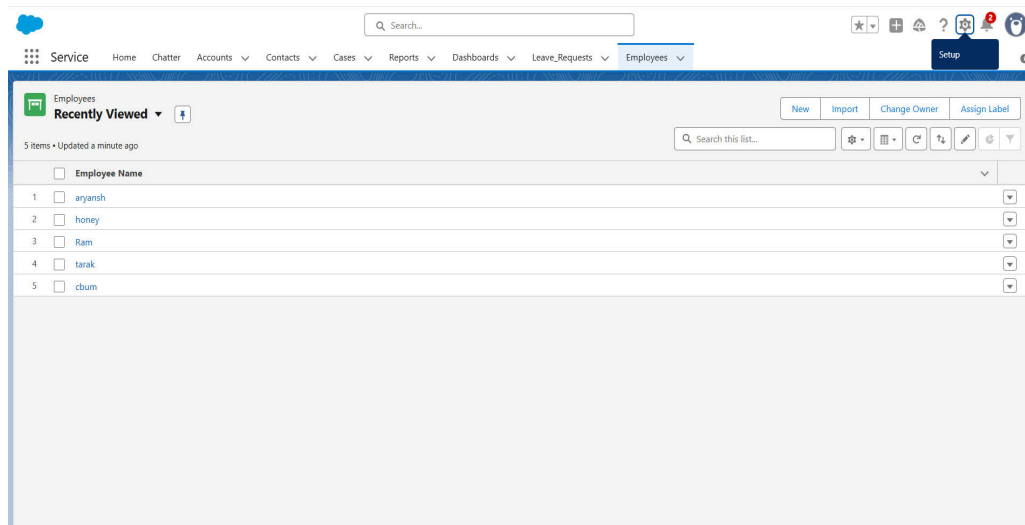 Search...
2
Service Home Chatter Accounts Contacts Cases Reports Dashboards Leave_Requests Employees
Setup
Employees
Recently Viewed
New Import Change Owner Assign Label
5 items • Updated a minute ago
Search this list...
Employee Name
1 aryansh
2 honey
3 Ram
4 tarak
5 cbum